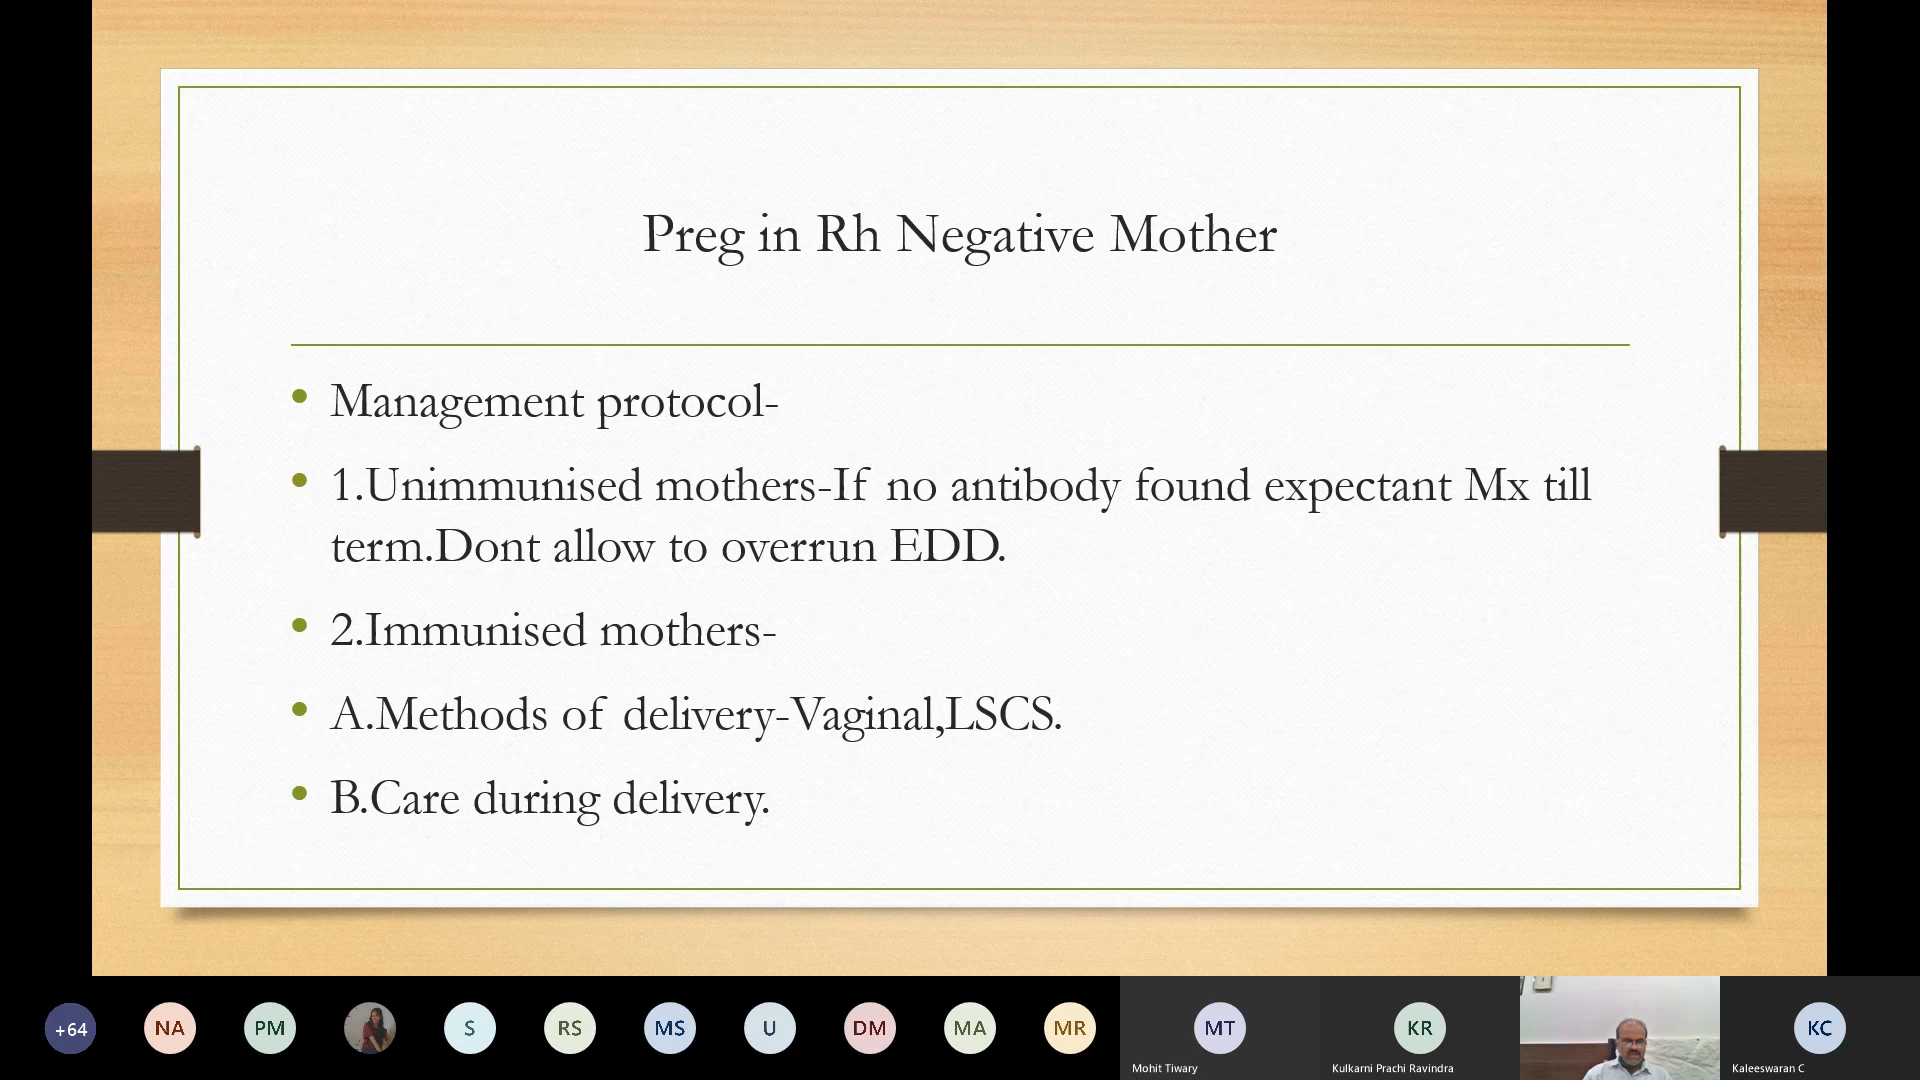 Preg in Rh Negative Mother
• Management protocol-
• 1.Unimmunised mothers-If no antibody found expectant Mx till
term.Dont allow to overrun EDD.
• 2.Immunised mothers-
• A.Methods of delivery-Vaginal,LSCS.
• B.Care during delivery.
+64 NA PM S RS MS U DM MA MR MT KR KC
Mohit Tiwary Kulkarni Prachi Ravindra Kaleeswaran C